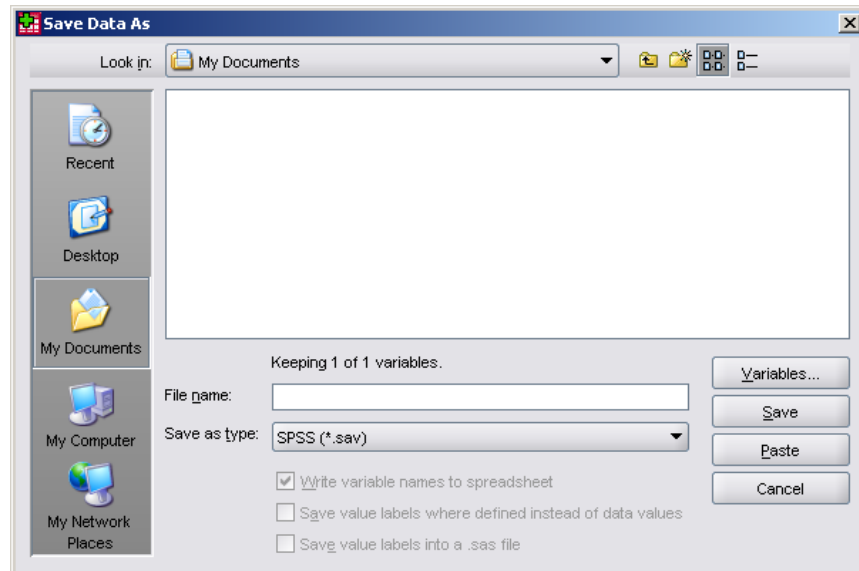 Save Data As
Look in: My Documents
Recent
Desktop
My Documents
My Computer
My Network
Places
Keeping 1 of 1 variables.
File name:
Save as type: SPSS (*.sav)
Write variable names to spreadsheet
Save value labels where defined instead of data values
Save value labels into a .sas file
Variables...
Save
Paste
Cancel